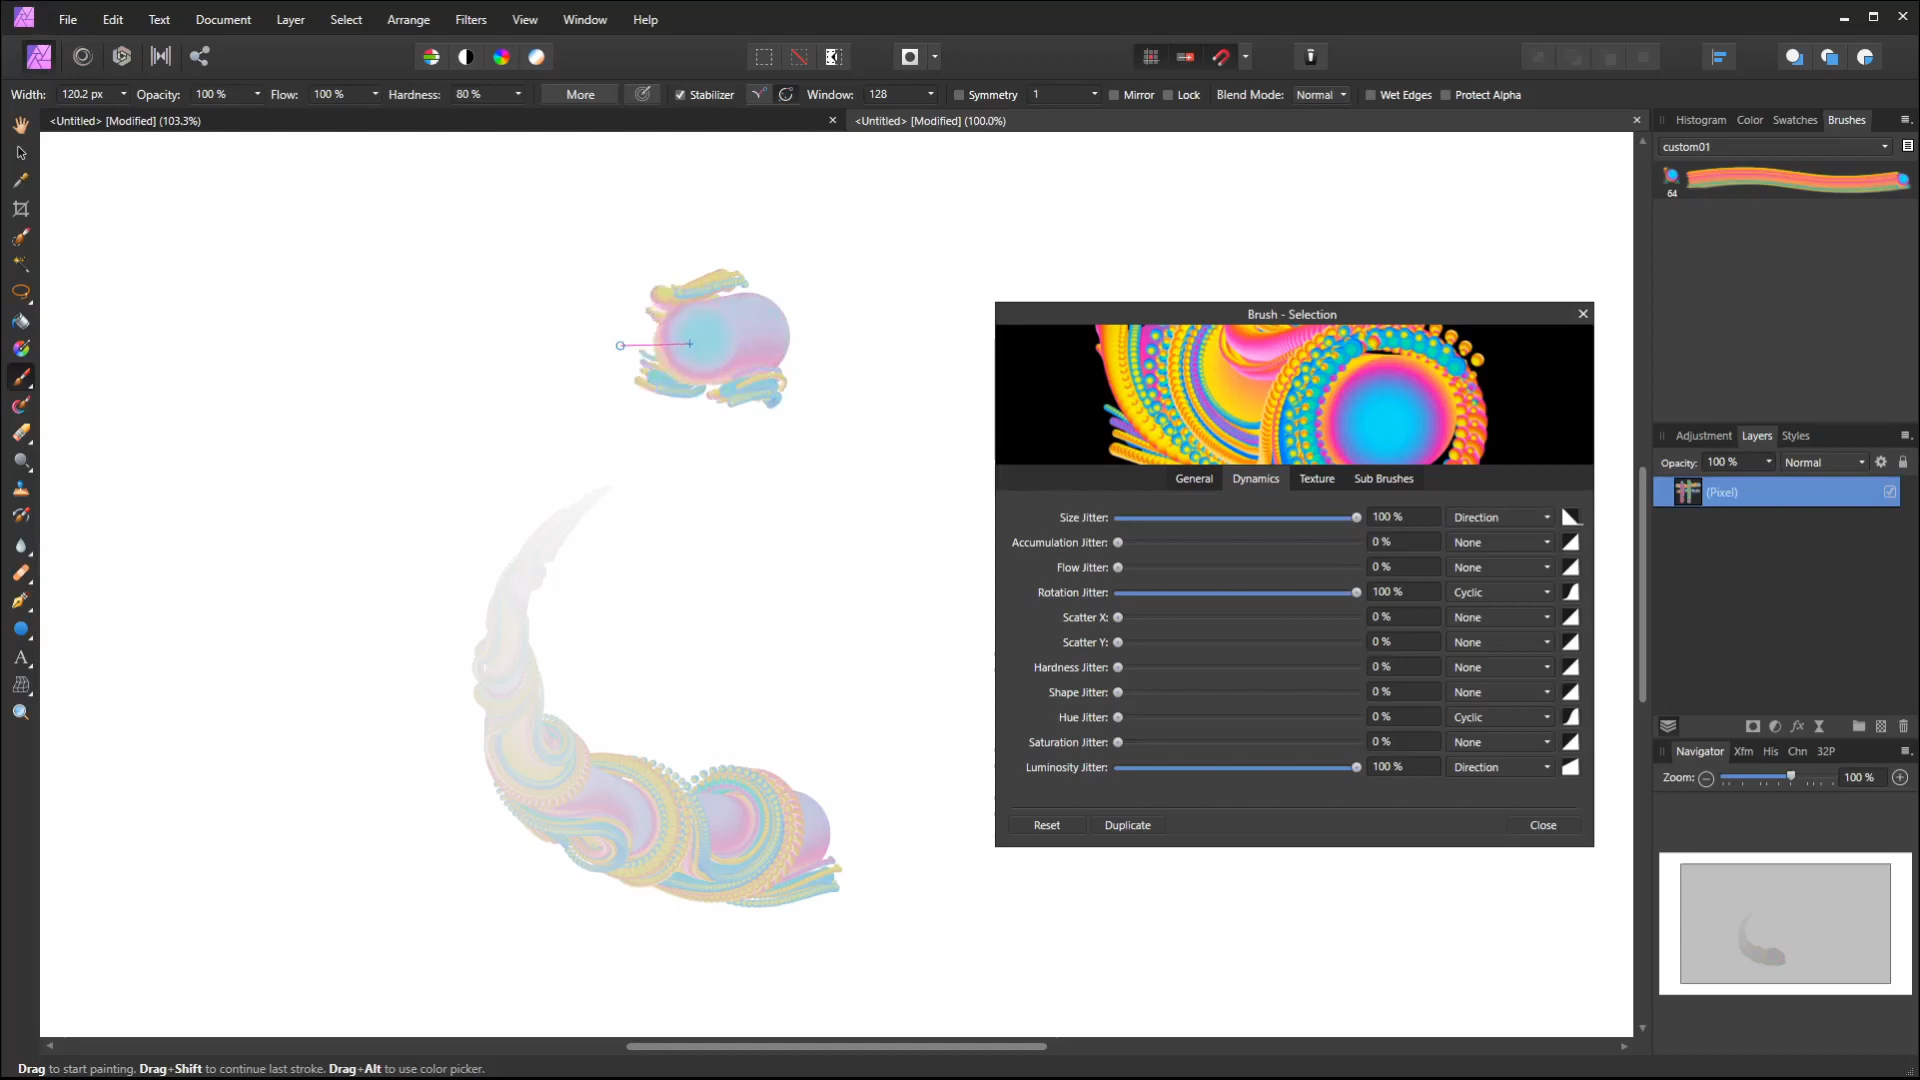 File Edit Text Document Layer Select Arrange Filters View Window Help
Width: 120.2 px Opacity: 100 % Flow: 100 % Hardness: 80 % More Stabilizer Window: 128 Symmetry 1 Mirror Lock Blend Mode: Normal Wet Edges Protect Alpha
<Untitled> [Modified] (103.3%) <Untitled> [Modified] (100.0%)
Histogram Color Swatches Brushes
custom01
64
Brush - Selection
General Dynamics Texture Sub Brushes
Size Jitter: 100 % Direction
Accumulation Jitter: 0 % None
Flow Jitter: 0 % None
Rotation Jitter: 100 % Cyclic
Scatter X: 0 % None
Scatter Y: 0 % None
Hardness Jitter: 0 % None
Shape Jitter: 0 % None
Hue Jitter: 0 % Cyclic
Saturation Jitter: 0 % None
Luminosity Jitter: 100 % Direction
Reset Duplicate Close
Adjustment Layers Styles
Opacity: 100 % Normal
(Pixel)
Navigator Xfm His Chn 32P
Zoom: 100 %
Drag to start painting. Drag+Shift to continue last stroke. Drag+Alt to use color picker.